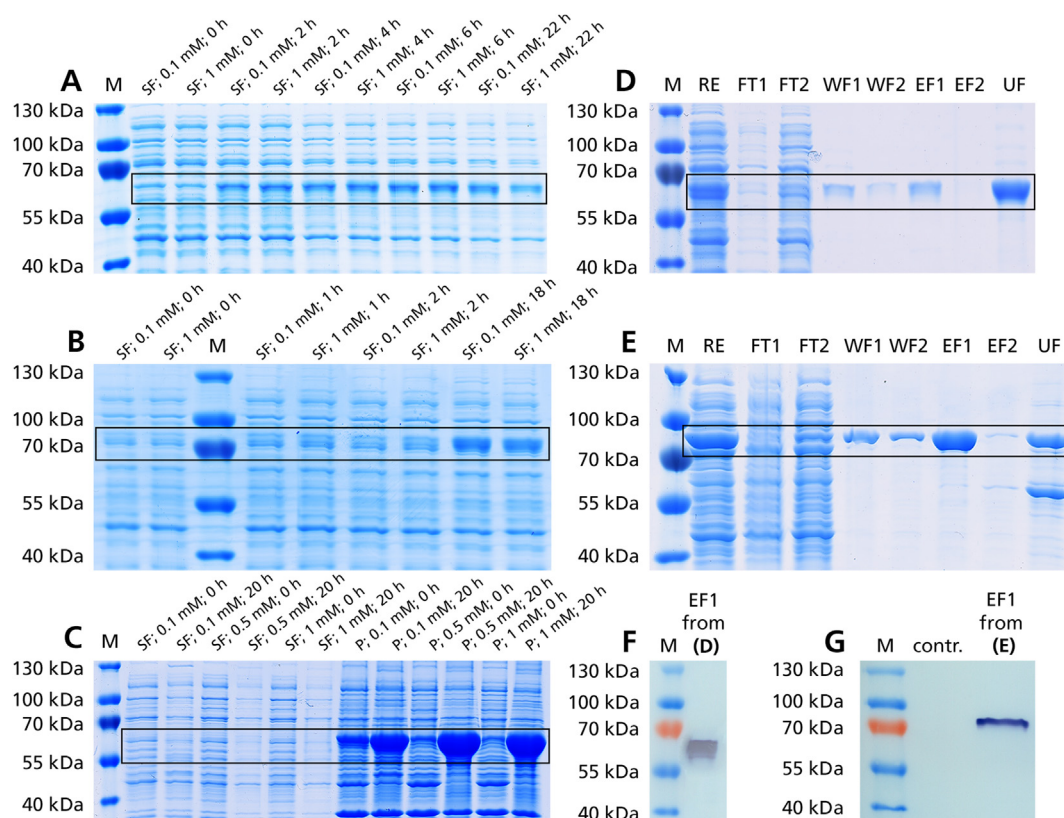 A
M
SF; 0.1 mM; 0 h
SF; 1 mM; 0 h
SF; 0.1 mM; 2 h
SF; 1 mM; 2 h
SF; 0.1 mM; 4 h
SF; 1 mM; 4 h
SF; 0.1 mM; 6 h
SF; 1 mM; 6 h
SF; 0.1 mM; 22 h
SF; 1 mM; 22 h
130 kDa
100 kDa
70 kDa
55 kDa
40 kDa
D
M RE FT1 FT2 WF1 WF2 EF1 EF2 UF
130 kDa
100 kDa
70 kDa
55 kDa
40 kDa
B
SF; 0.1 mM; 0 h
SF; 1 mM; 0 h
M
SF; 0.1 mM; 1 h
SF; 1 mM; 1 h
SF; 0.1 mM; 2 h
SF; 1 mM; 2 h
SF; 0.1 mM; 18 h
SF; 1 mM; 18 h
130 kDa
100 kDa
70 kDa
55 kDa
40 kDa
E
M RE FT1 FT2 WF1 WF2 EF1 EF2 UF
130 kDa
100 kDa
70 kDa
55 kDa
40 kDa
C
M
SF; 0.1 mM; 0 h
SF; 0.1 mM; 20 h
SF; 0.5 mM; 0 h
SF; 0.5 mM; 20 h
SF; 1 mM; 0 h
SF; 1 mM; 20 h
P; 0.1 mM; 0 h
P; 0.1 mM; 20 h
P; 0.5 mM; 0 h
P; 0.5 mM; 20 h
P; 1 mM; 0 h
P; 1 mM; 20 h
130 kDa
100 kDa
70 kDa
55 kDa
40 kDa
F
M
EF1
from
(D)
130 kDa
100 kDa
70 kDa
55 kDa
40 kDa
G
M contr.
EF1
from
(E)
130 kDa
100 kDa
70 kDa
55 kDa
40 kDa